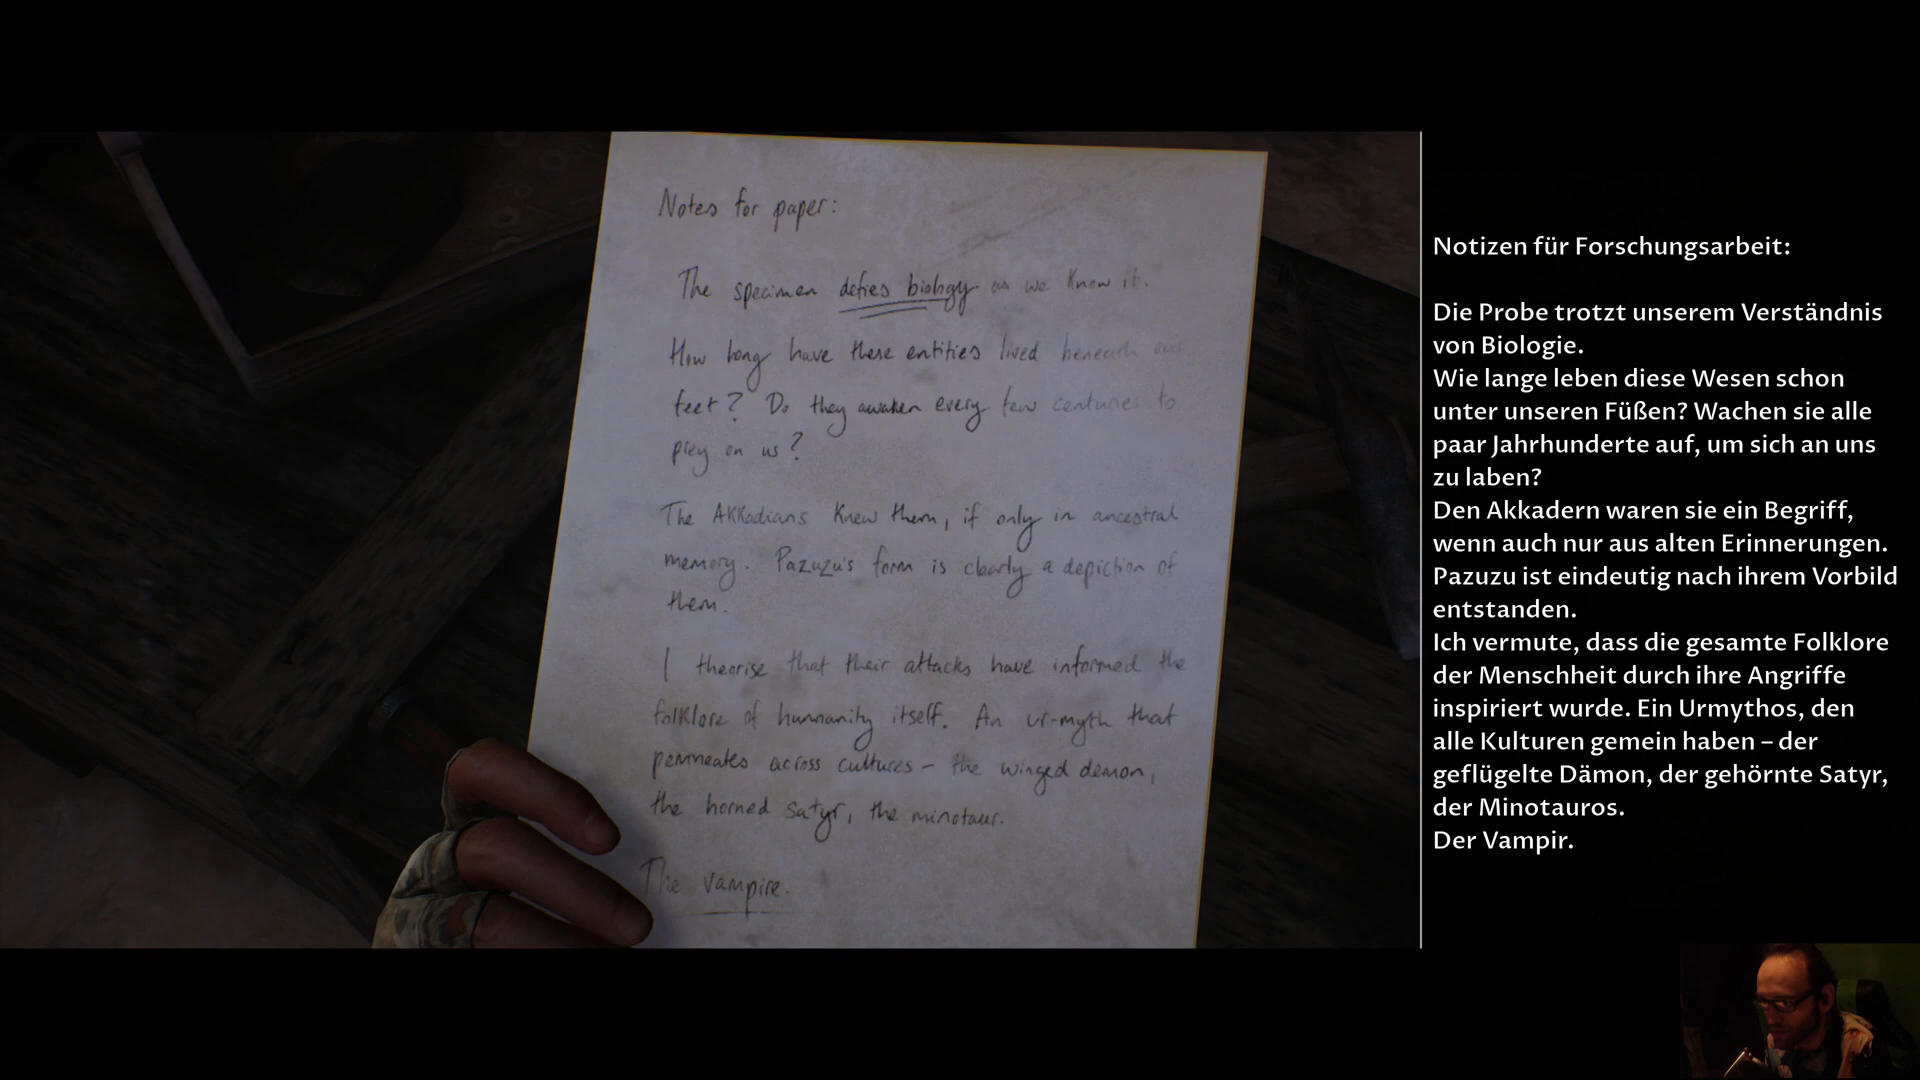 Notes for paper:
The specimen defies biology as we know it.
How long have these entities lived beneath our
feet? Do they awaken every few centuries to
prey on us?
The Akkadians knew them, if only in ancestral
memory. Pazuzu's form is clearly a depiction of
them.
I theorise that their attacks have informed the
folklore of humanity itself. An ur-myth that
permeates across cultures – the winged demon,
the horned satyr, the minotaur.
The vampire.
Notizen für Forschungsarbeit:
Die Probe trotzt unserem Verständnis
von Biologie.
Wie lange leben diese Wesen schon
unter unseren Füßen? Wachen sie alle
paar Jahrhunderte auf, um sich an uns
zu laben?
Den Akkadern waren sie ein Begriff,
wenn auch nur aus alten Erinnerungen.
Pazuzu ist eindeutig nach ihrem Vorbild
entstanden.
Ich vermute, dass die gesamte Folklore
der Menschheit durch ihre Angriffe
inspiriert wurde. Ein Urmythos, den
alle Kulturen gemein haben – der
geflügelte Dämon, der gehörnte Satyr,
der Minotauros.
Der Vampir.